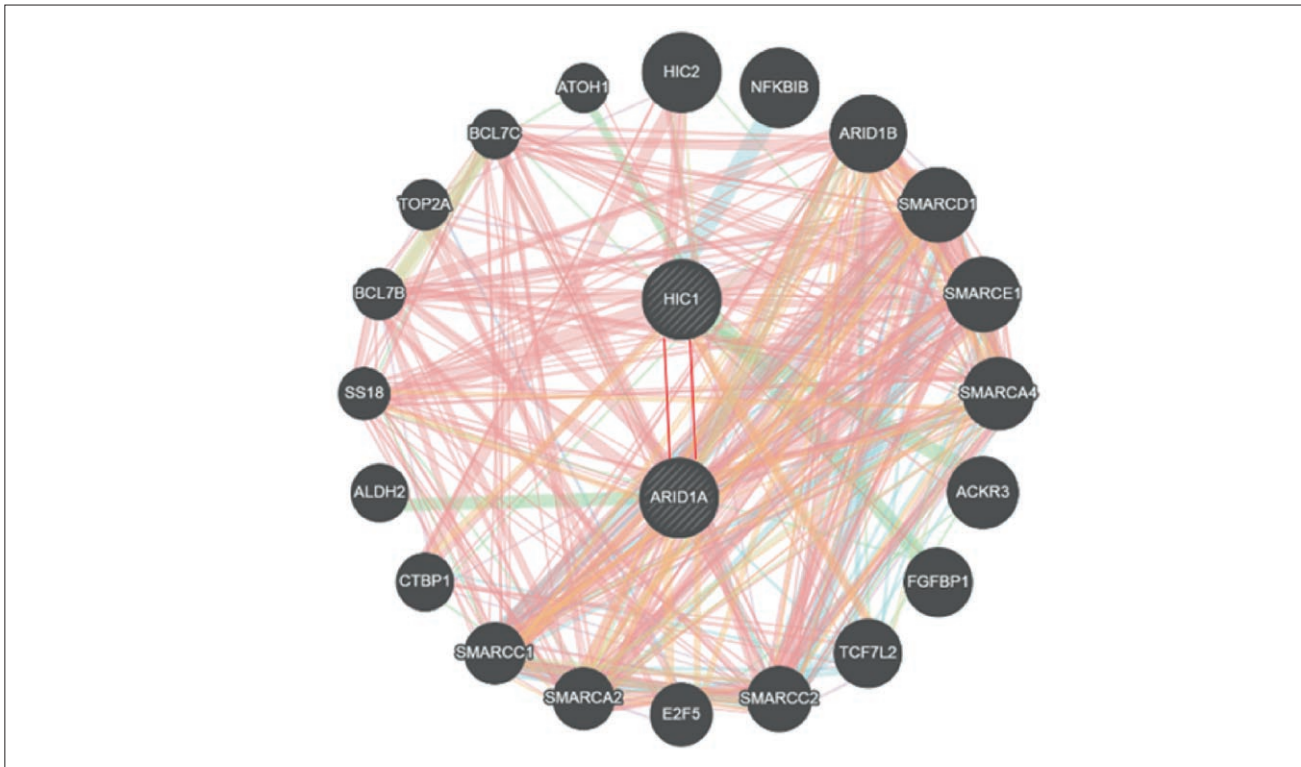 HIC2
NFKBIB
ATOH1
ARID1B
BCL7C
SMARCD1
TOP2A
BCL7B
HIC1
SMARCE1
SS18
SMARCA4
ALDH2
ARID1A
ACKR3
CTBP1
FGFBP1
SMARCC1
TCF7L2
SMARCA2
E2F5
SMARCC2